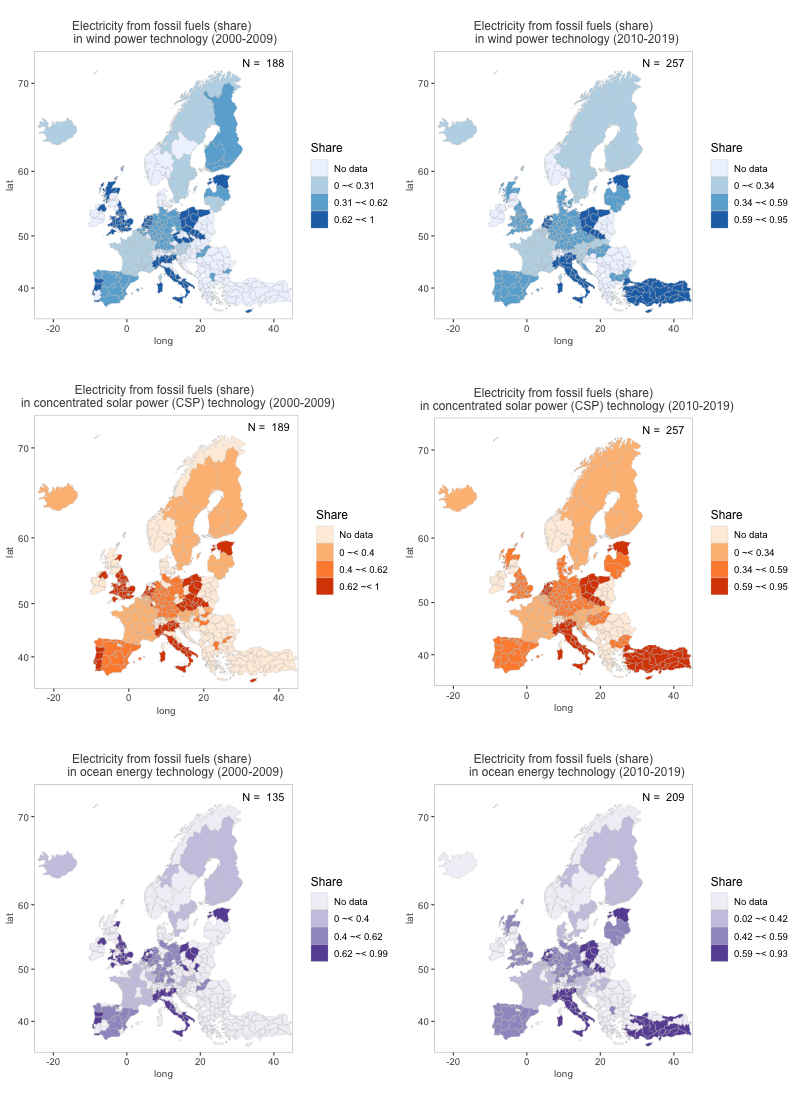 Electricity from fossil fuels (share)
in wind power technology (2000-2009)
N = 188
70
60
50
40
lat
-20
0
20
40
long
Share
No data
0 ~< 0.31
0.31 ~< 0.62
0.62 ~< 1
Electricity from fossil fuels (share)
in wind power technology (2010-2019)
N = 257
70
60
50
40
lat
-20
0
20
40
long
Share
No data
0 ~< 0.34
0.34 ~< 0.59
0.59 ~< 0.95
Electricity from fossil fuels (share)
in concentrated solar power (CSP) technology (2000-2009)
N = 189
70
60
50
40
lat
-20
0
20
40
long
Share
No data
0 ~< 0.4
0.4 ~< 0.62
0.62 ~< 1
Electricity from fossil fuels (share)
in concentrated solar power (CSP) technology (2010-2019)
N = 257
70
60
50
40
lat
-20
0
20
40
long
Share
No data
0 ~< 0.34
0.34 ~< 0.59
0.59 ~< 0.95
Electricity from fossil fuels (share)
in ocean energy technology (2000-2009)
N = 135
70
60
50
40
lat
-20
0
20
40
long
Share
No data
0 ~< 0.4
0.4 ~< 0.62
0.62 ~< 0.99
Electricity from fossil fuels (share)
in ocean energy technology (2010-2019)
N = 209
70
60
50
40
lat
-20
0
20
40
long
Share
No data
0.02 ~< 0.42
0.42 ~< 0.59
0.59 ~< 0.93